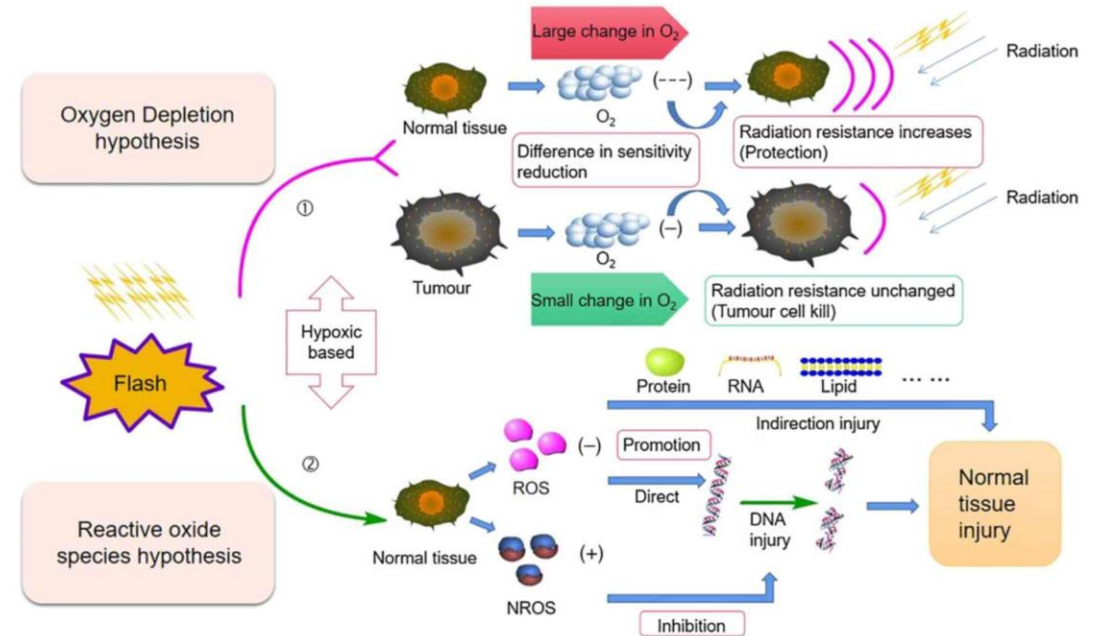 Large change in O₂
Oxygen Depletion
hypothesis
Normal tissue
O₂
(---)
Radiation
Difference in sensitivity
reduction
Radiation resistance increases
(Protection)
①
Tumour
O₂
(-)
Radiation
Small change in O₂
Radiation resistance unchanged
(Tumour cell kill)
Hypoxic
based
Flash
Protein
RNA
Lipid
... ...
Indirection injury
②
Reactive oxide
species hypothesis
Normal tissue
ROS
(-)
Promotion
Direct
NROS
(+)
DNA
injury
Inhibition
Normal
tissue
injury